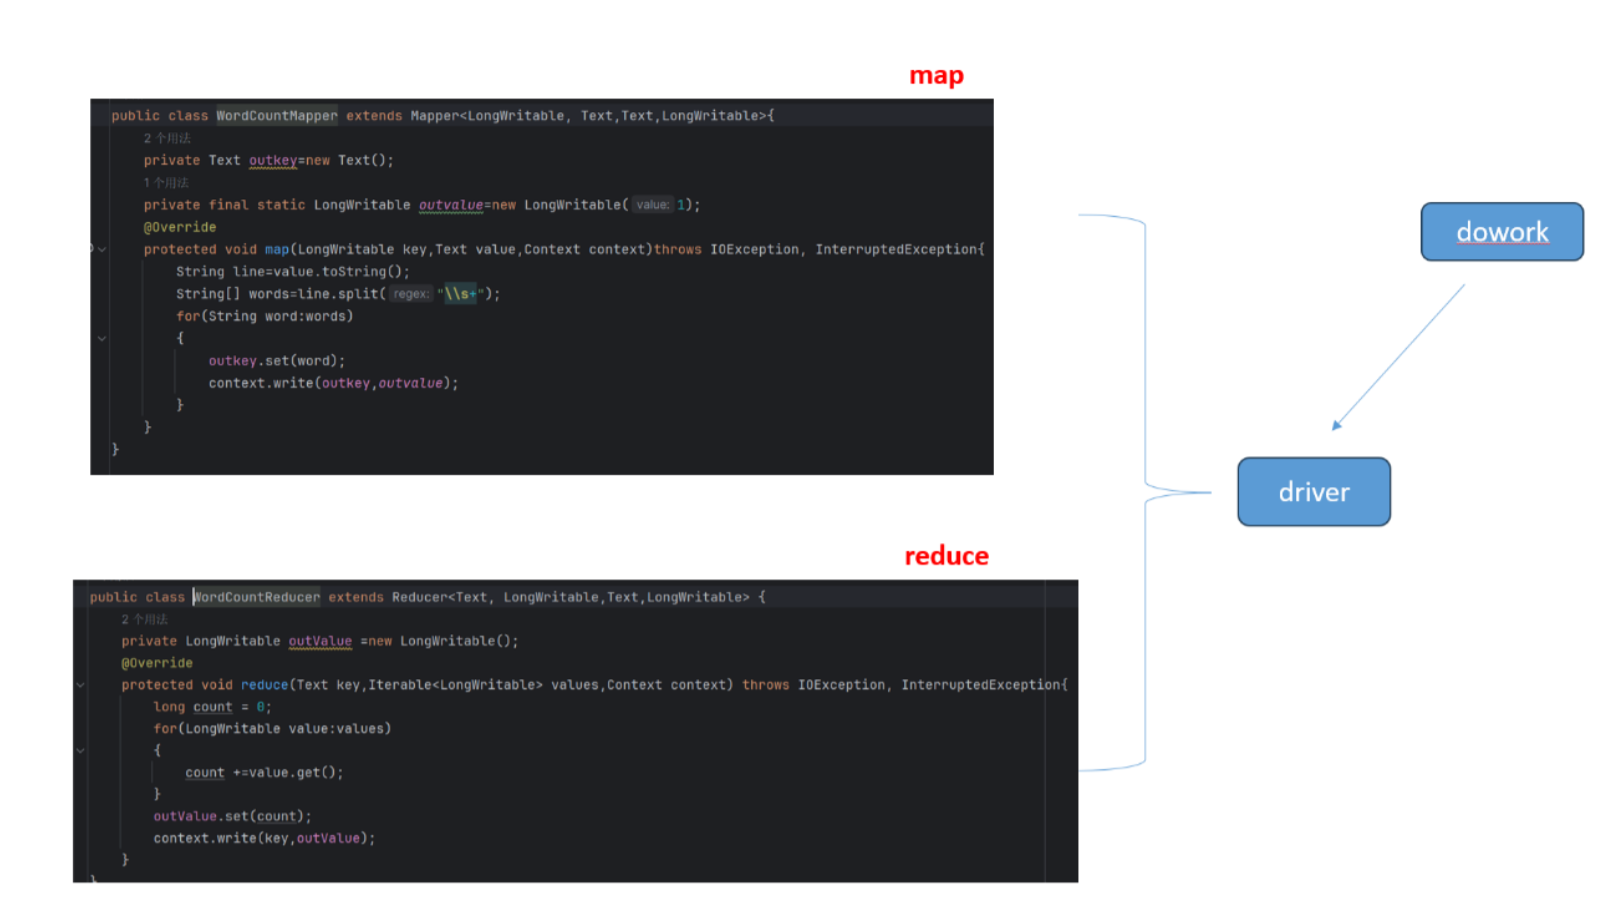 map
public class WordCountMapper extends Mapper<LongWritable, Text,Text,LongWritable>{
2 个用法
private Text outkey=new Text();
1 个用法
private final static LongWritable outvalue=new LongWritable( value: 1);
@Override
protected void map(LongWritable key,Text value,Context context)throws IOException, InterruptedException{
String line=value.toString();
String[] words=line.split( regex: "\\s+");
for(String word:words)
{
outkey.set(word);
context.write(outkey,outvalue);
}
}
}
reduce
public class WordCountReducer extends Reducer<Text, LongWritable,Text,LongWritable> {
2 个用法
private LongWritable outValue =new LongWritable();
@Override
protected void reduce(Text key,Iterable<LongWritable> values,Context context) throws IOException, InterruptedException{
long count = 0;
for(LongWritable value:values)
{
count +=value.get();
}
outValue.set(count);
context.write(key,outValue);
}
}
dowork
driver